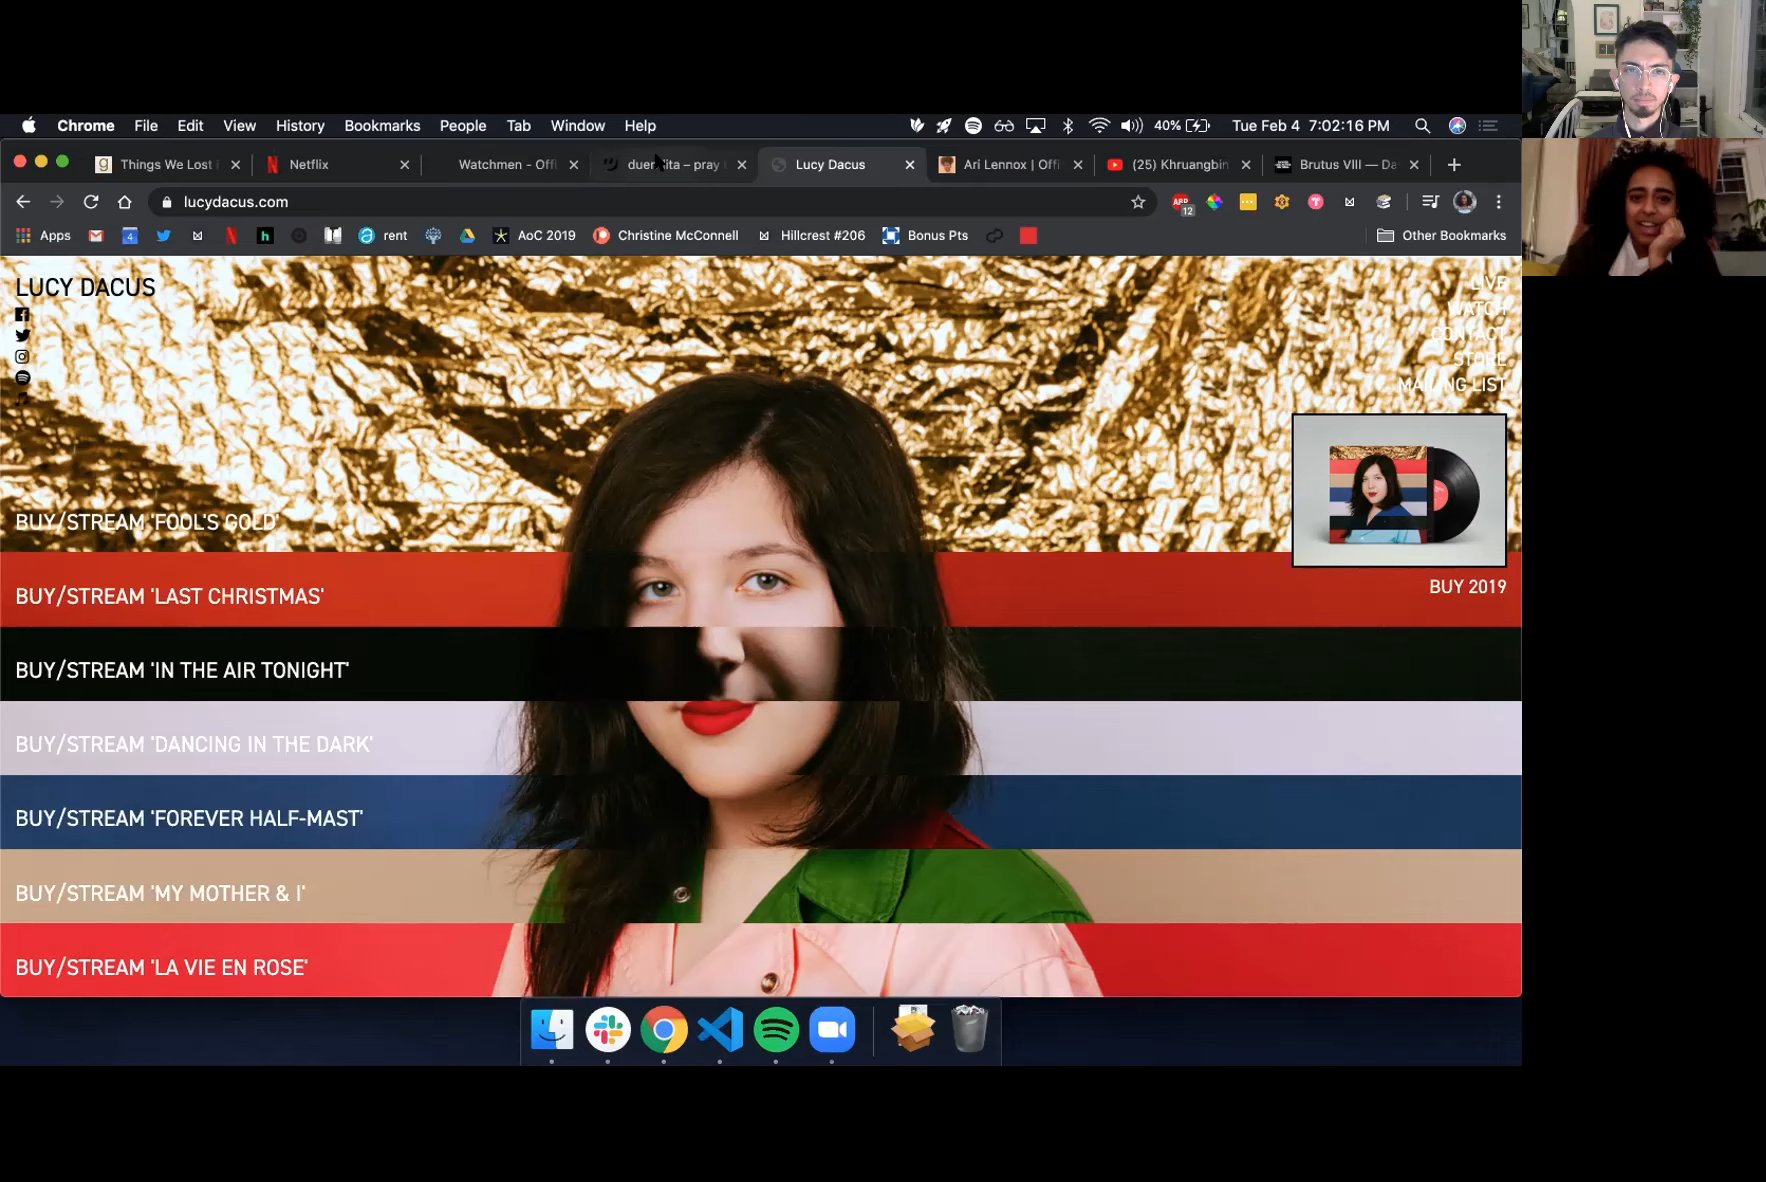 Chrome File Edit View History Bookmarks People Tab Window Help 40% Tue Feb 4 7:02:16 PM
Things We Lost Netflix Watchmen - Offi – pray Lucy Dacus Ari Lennox | Offi (25) Khruangbin Brutus VIII — Da
lucydacus.com
ABP 12
Apps 4 h rent AoC 2019 Christine McConnell Hillcrest #206 Bonus Pts Other Bookmarks
LUCY DACUS
LIVE
WATCH
CONTACT
STORE
MAILING LIST
BUY/STREAM 'FOOL'S GOLD'
BUY 2019
BUY/STREAM 'LAST CHRISTMAS'
BUY/STREAM 'IN THE AIR TONIGHT'
BUY/STREAM 'DANCING IN THE DARK'
BUY/STREAM 'FOREVER HALF-MAST'
BUY/STREAM 'MY MOTHER & I'
BUY/STREAM 'LA VIE EN ROSE'